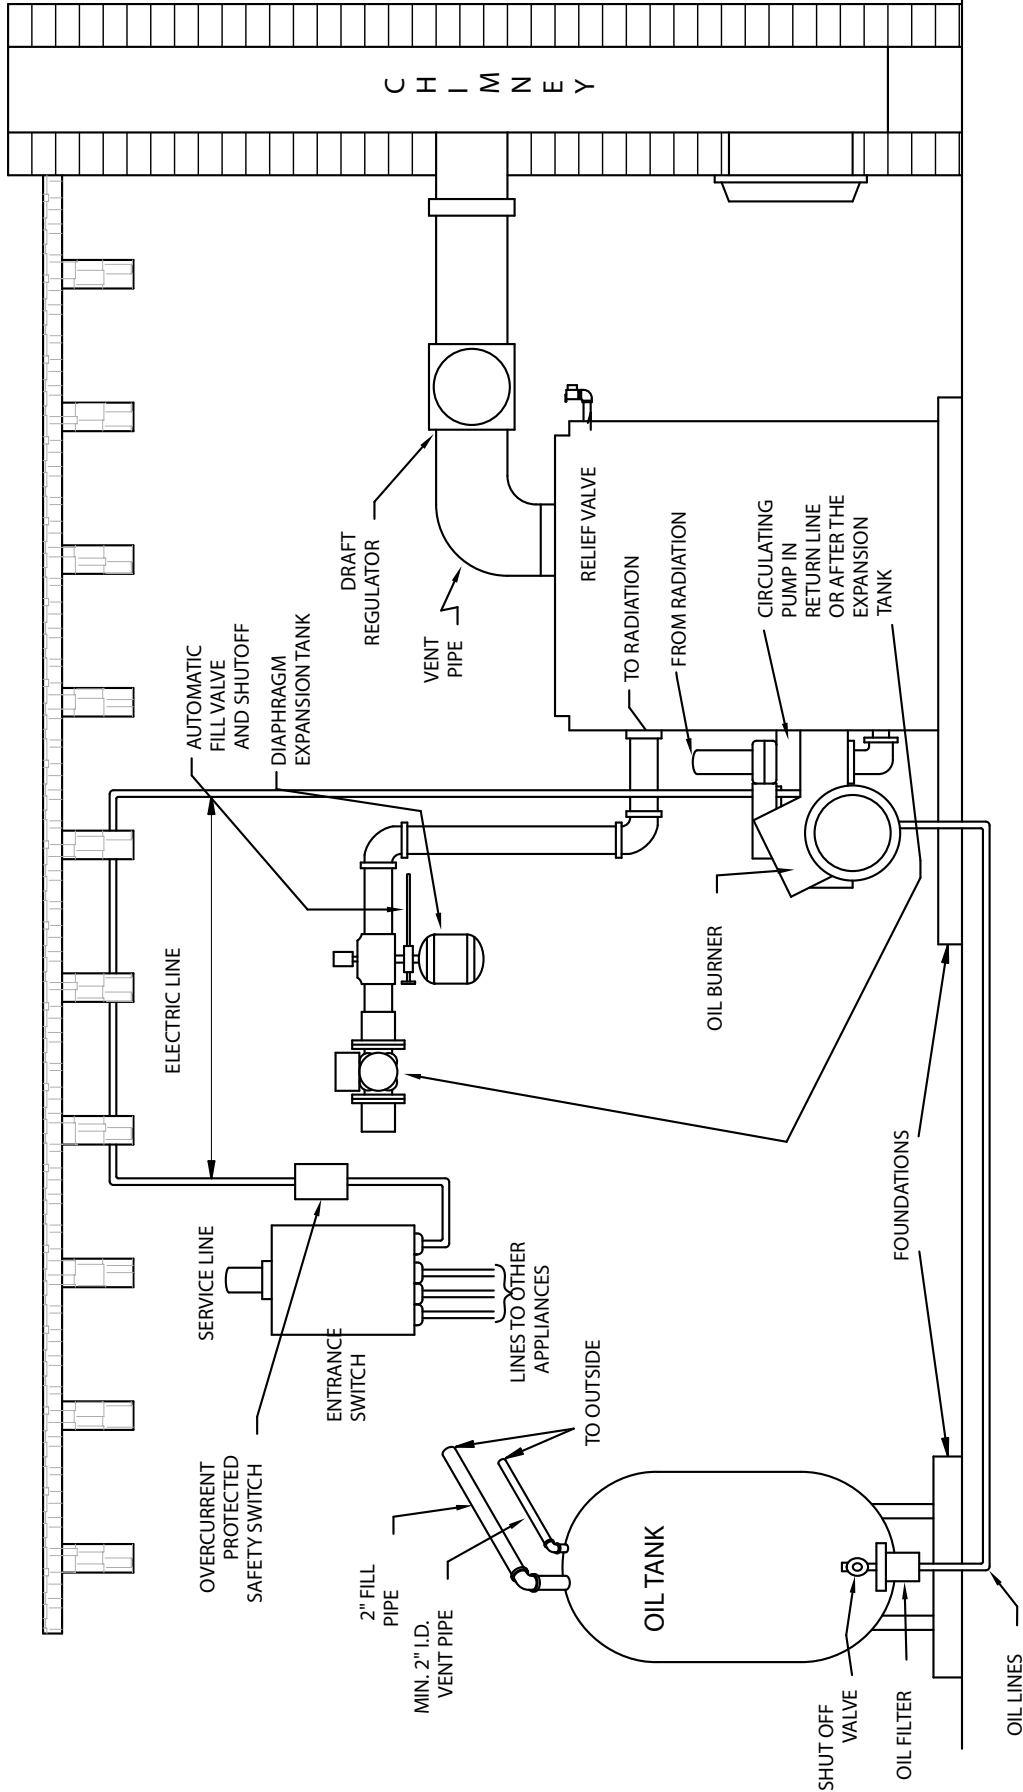 CHIMNEY
DRAFT
REGULATOR
VENT
PIPE
RELIEF VALVE
TO RADIATION
FROM RADIATION
CIRCULATING
PUMP IN
RETURN LINE
OR AFTER THE
EXPANSION
TANK
AUTOMATIC
FILL VALVE
AND SHUTOFF
DIAPHRAGM
EXPANSION TANK
ELECTRIC LINE
OIL BURNER
FOUNDATIONS
SERVICE LINE
ENTRANCE
SWITCH
LINES TO OTHER
APPLIANCES
OVERCURRENT
PROTECTED
SAFETY SWITCH
TO OUTSIDE
2" FILL
PIPE
MIN. 2" I.D.
VENT PIPE
OIL TANK
SHUT OFF
VALVE
OIL FILTER
OIL LINES